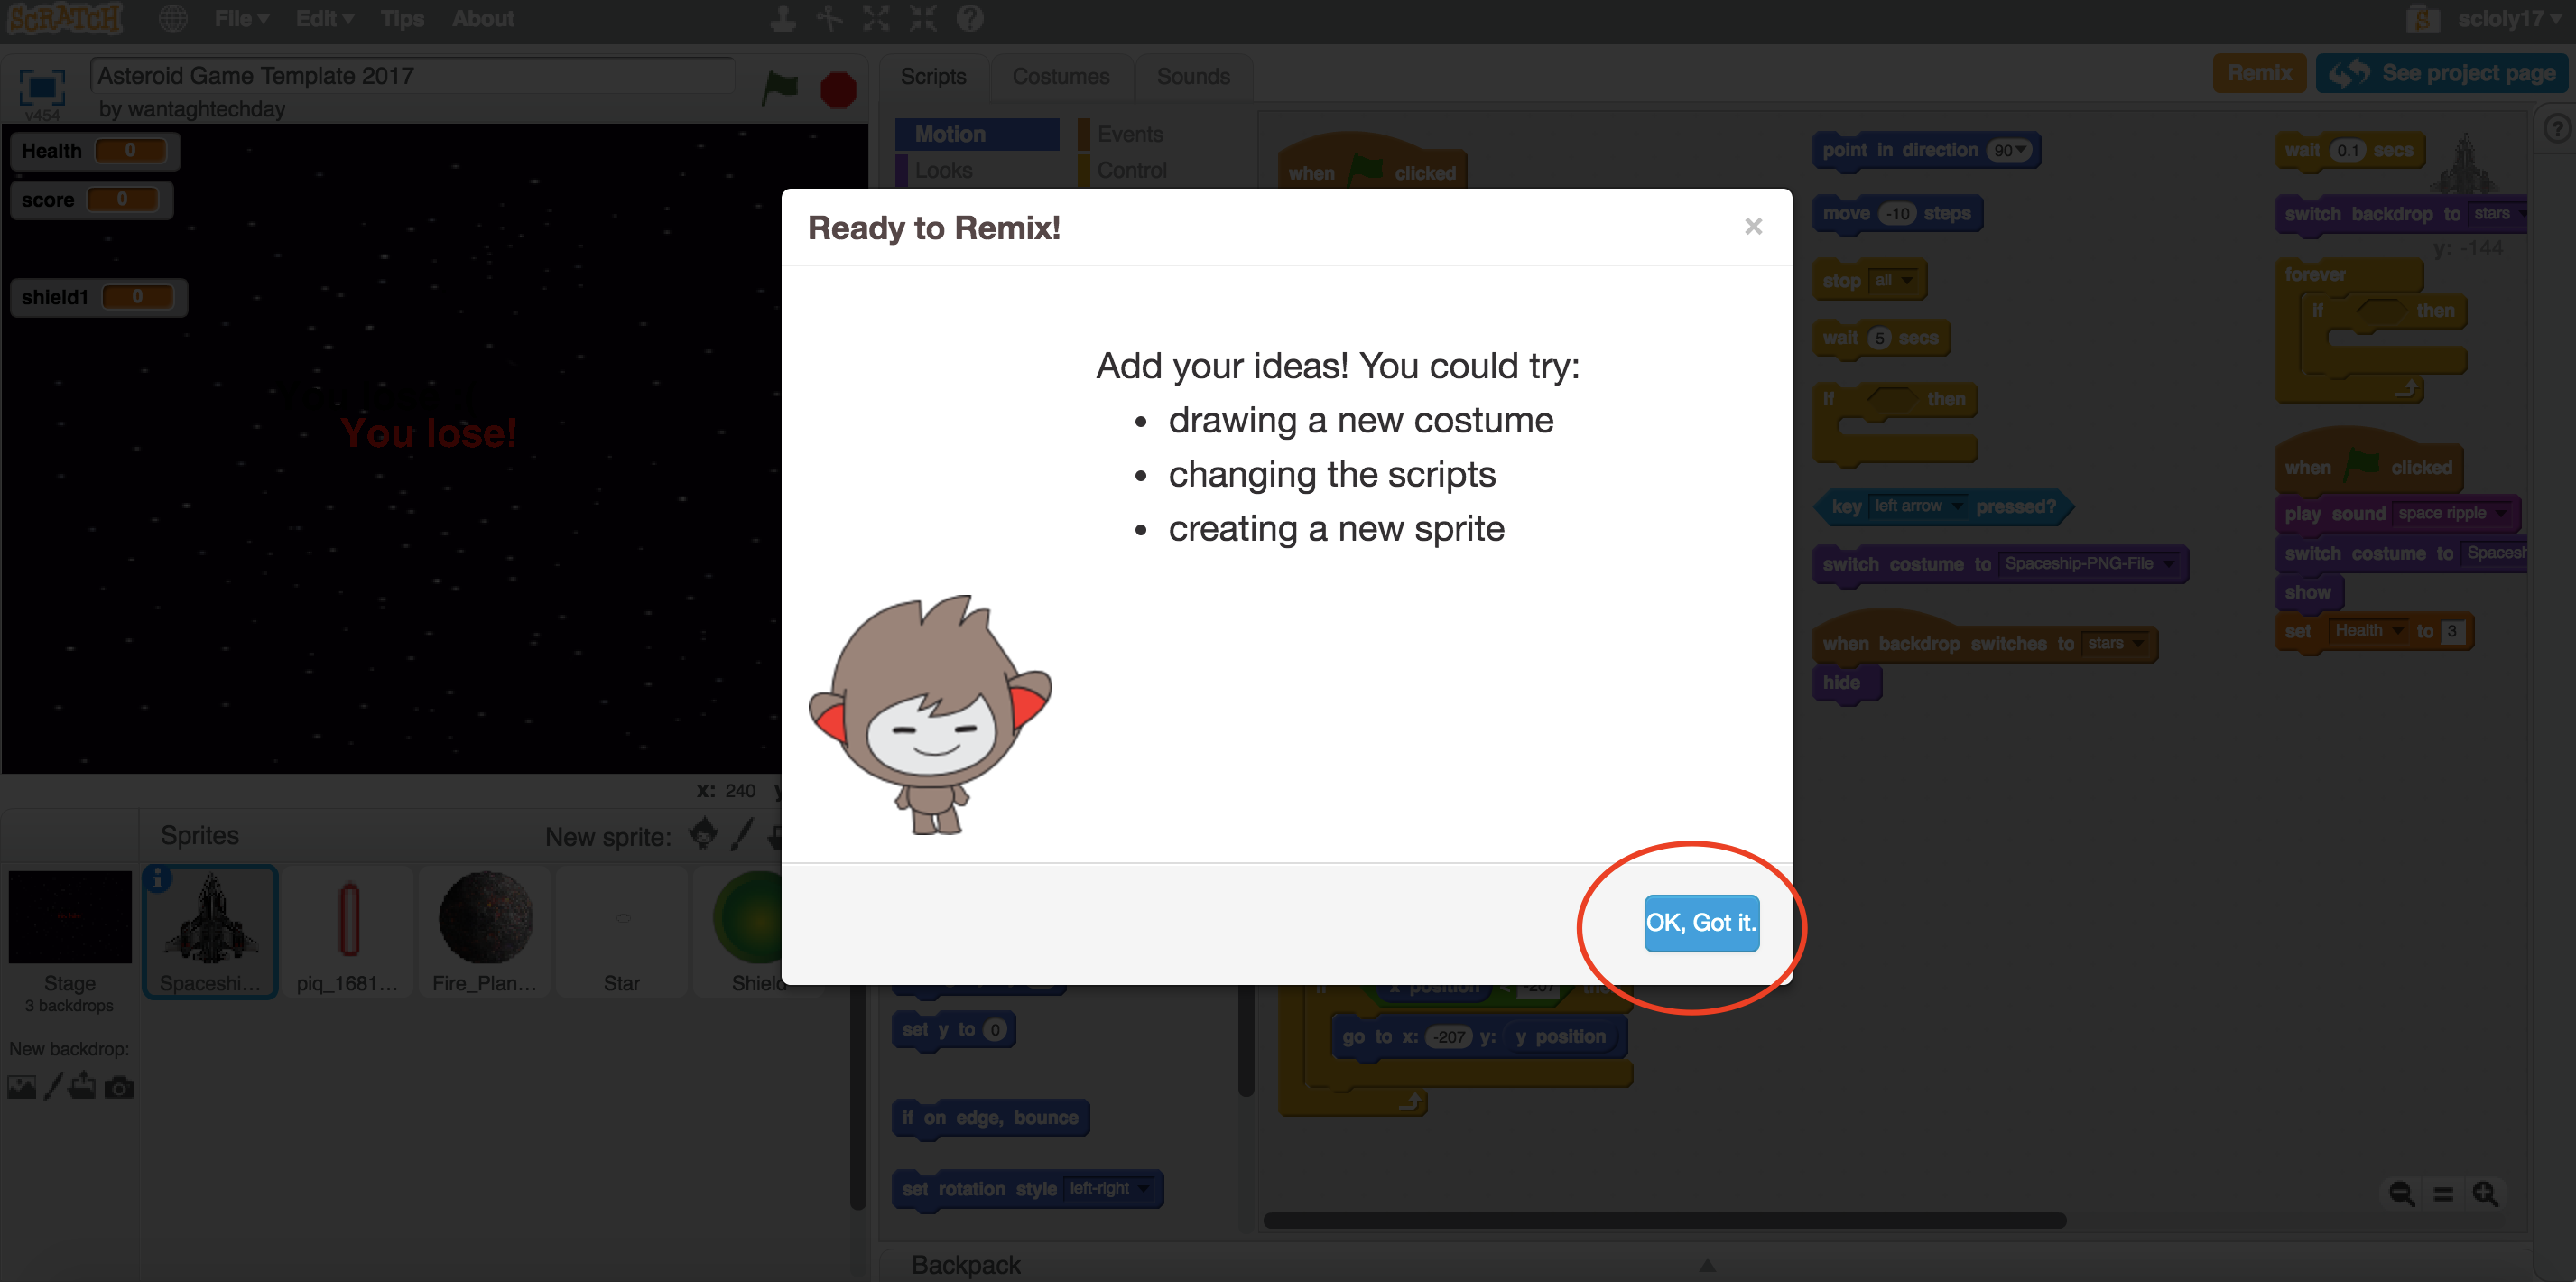 SCRATCH
File Edit Tips About
scioly17
v454
Asteroid Game Template 2017
by wantaghtechday
Scripts Costumes Sounds
Remix
See project page
Health 0
score 0
shield1 0
You lose!
Motion Events
Looks Control
when clicked
Ready to Remix!
×
Add your ideas! You could try:
• drawing a new costume
• changing the scripts
• creating a new sprite
OK, Got it.
point in direction 90
move -10 steps
stop all
wait 5 secs
if then
key left arrow pressed?
switch costume to Spaceship-PNG-File
when backdrop switches to stars
hide
wait 0.1 secs
switch backdrop to stars
y: -144
forever
if then
when clicked
play sound space ripple
switch costume to
show
set Health to 3
x: 240
Sprites New sprite:
Stage
3 backdrops
New backdrop:
Spaceshi...
piq_1681...
Fire_Plan...
Star
Shield
set y to 0
if on edge, bounce
set rotation style left-right
x position < -207
go to x: -207 y: y position
Backpack